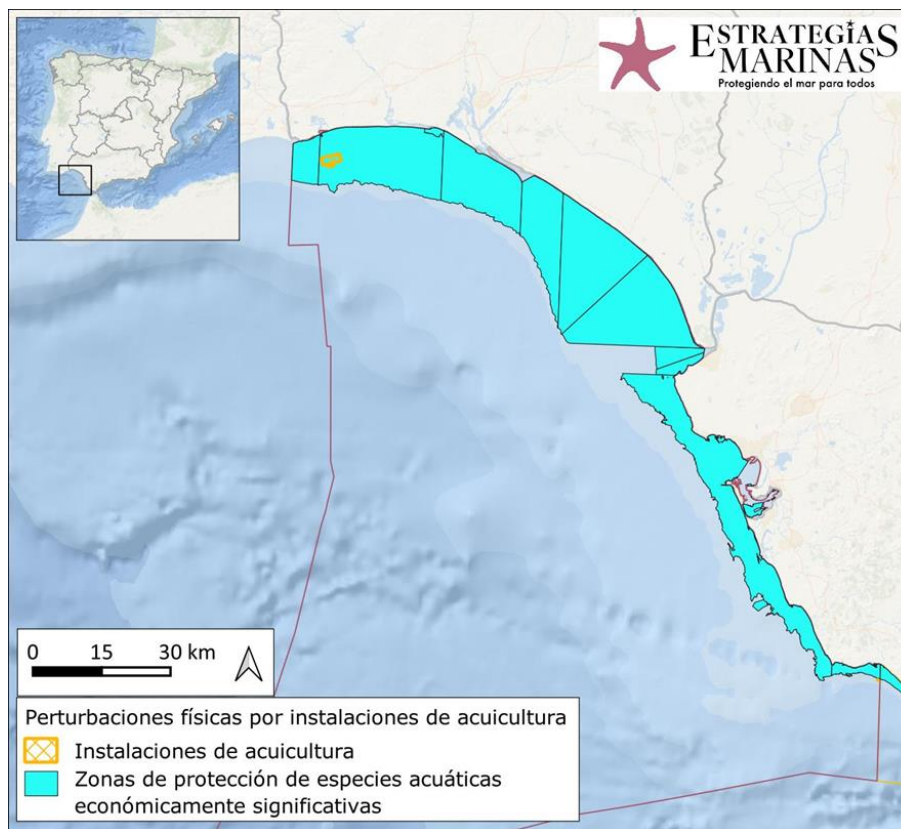 ESTRATEGIAS
MARINAS
Protegiendo el mar para todos
0 15 30 km
Perturbaciones físicas por instalaciones de acuicultura
Instalaciones de acuicultura
Zonas de protección de especies acuáticas
económicamente significativas